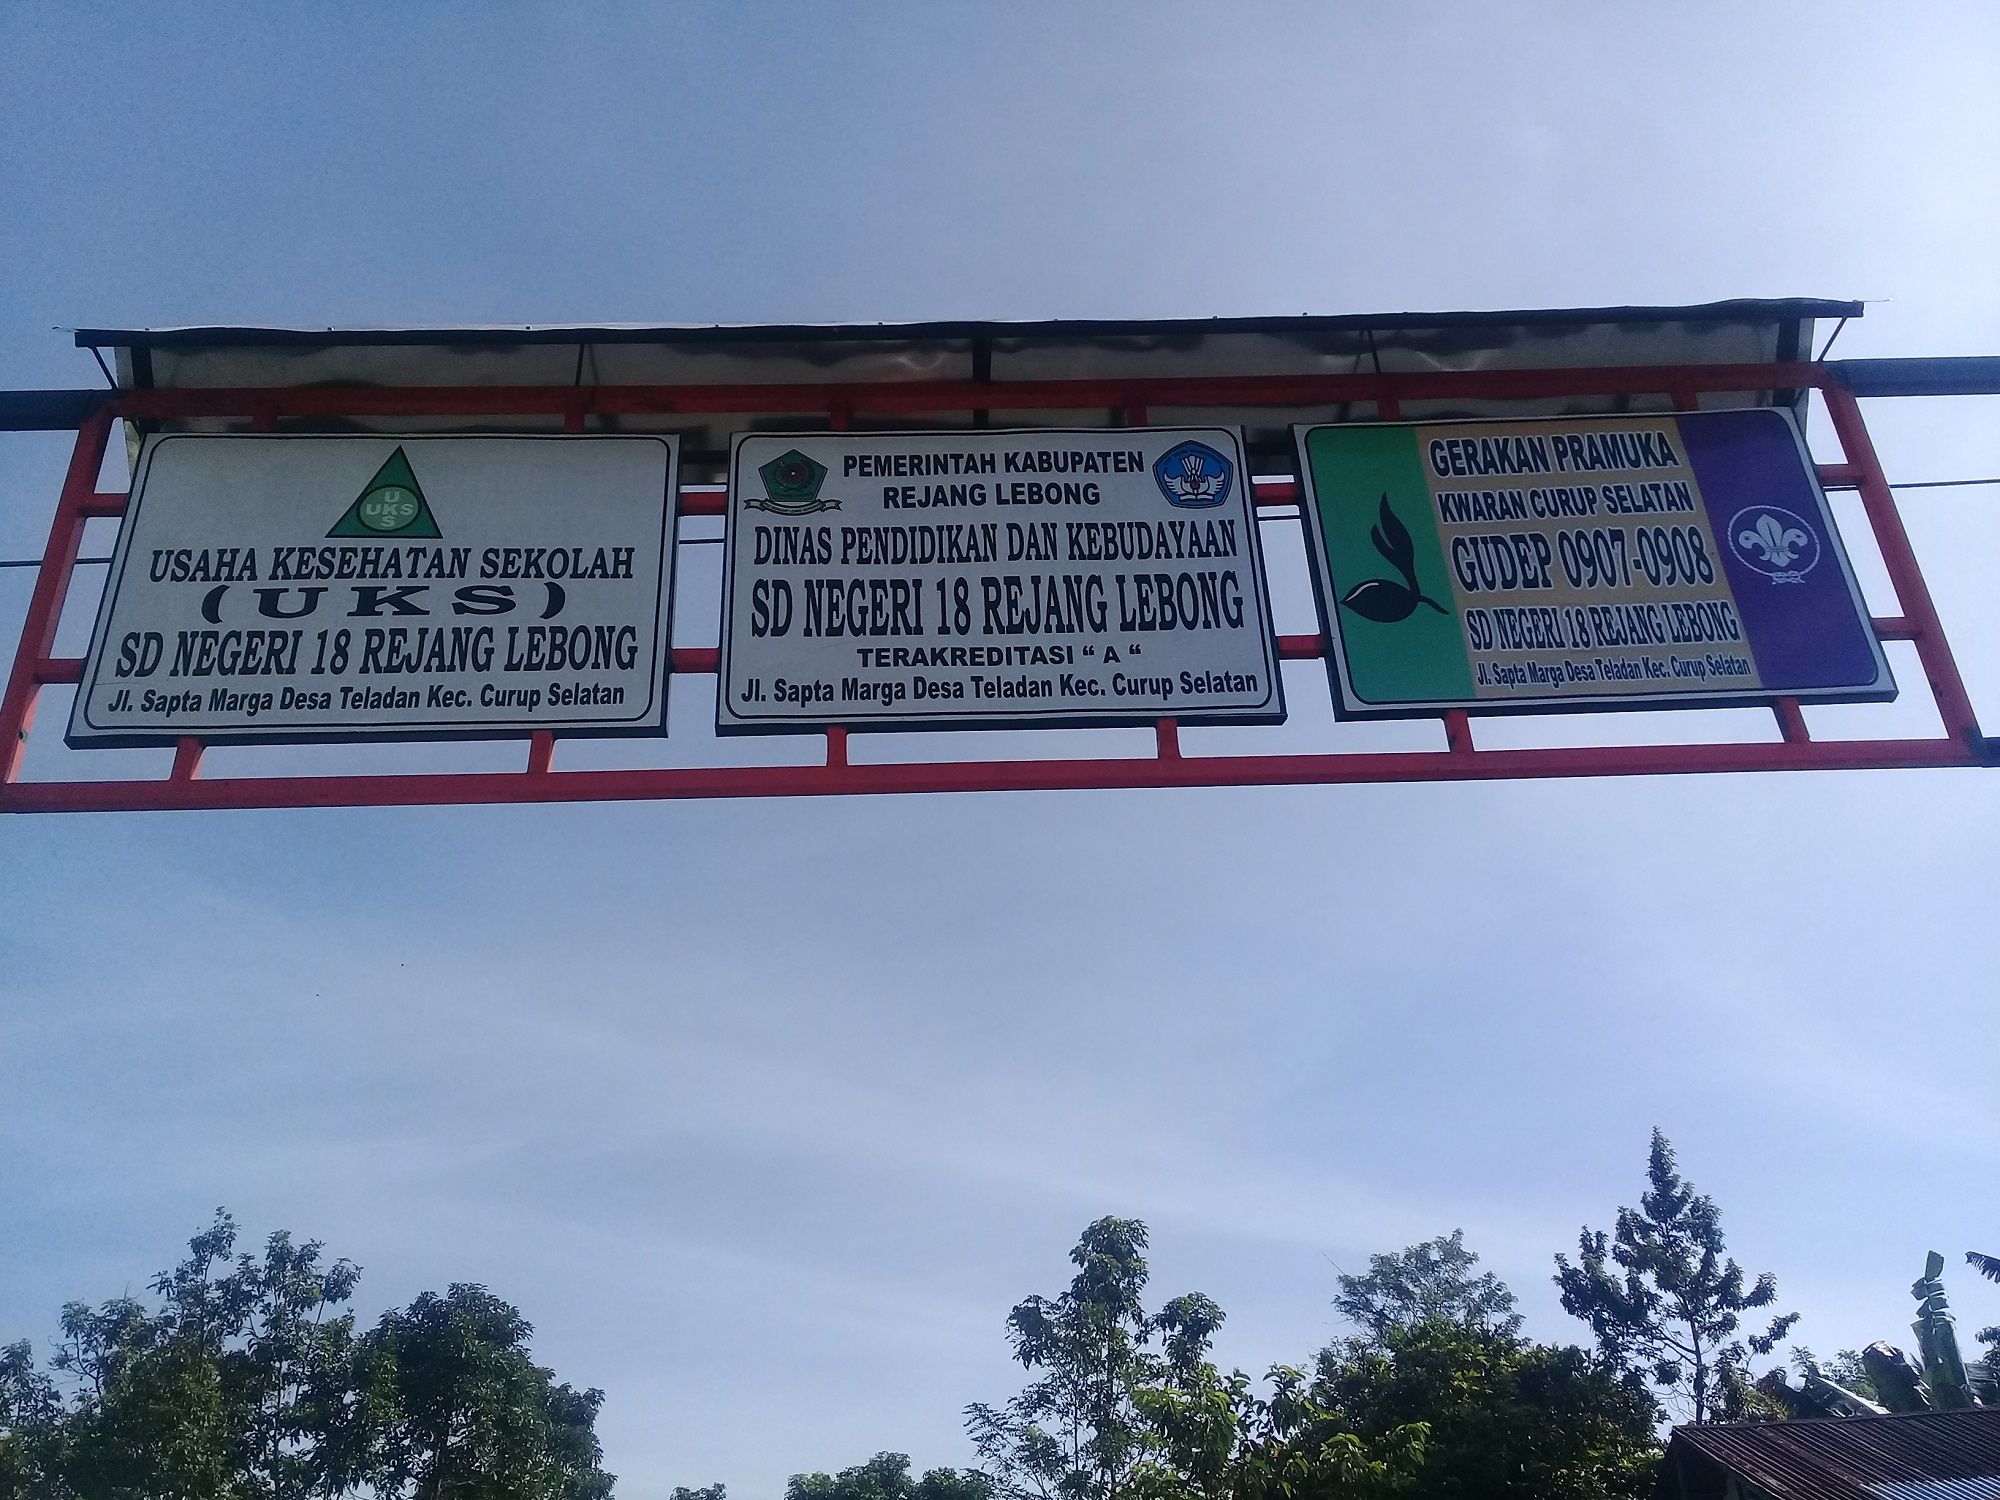 U
UKS
S
USAHA KESEHATAN SEKOLAH
( U K S )
SD NEGERI 18 REJANG LEBONG
Jl. Sapta Marga Desa Teladan Kec. Curup Selatan
PEMERINTAH KABUPATEN
REJANG LEBONG
DINAS PENDIDIKAN DAN KEBUDAYAAN
SD NEGERI 18 REJANG LEBONG
TERAKREDITASI “ A “
Jl. Sapta Marga Desa Teladan Kec. Curup Selatan
GERAKAN PRAMUKA
KWARAN CURUP SELATAN
GUDEP 0907-0908
SD NEGERI 18 REJANG LEBONG
Jl. Sapta Marga Desa Teladan Kec. Curup Selatan